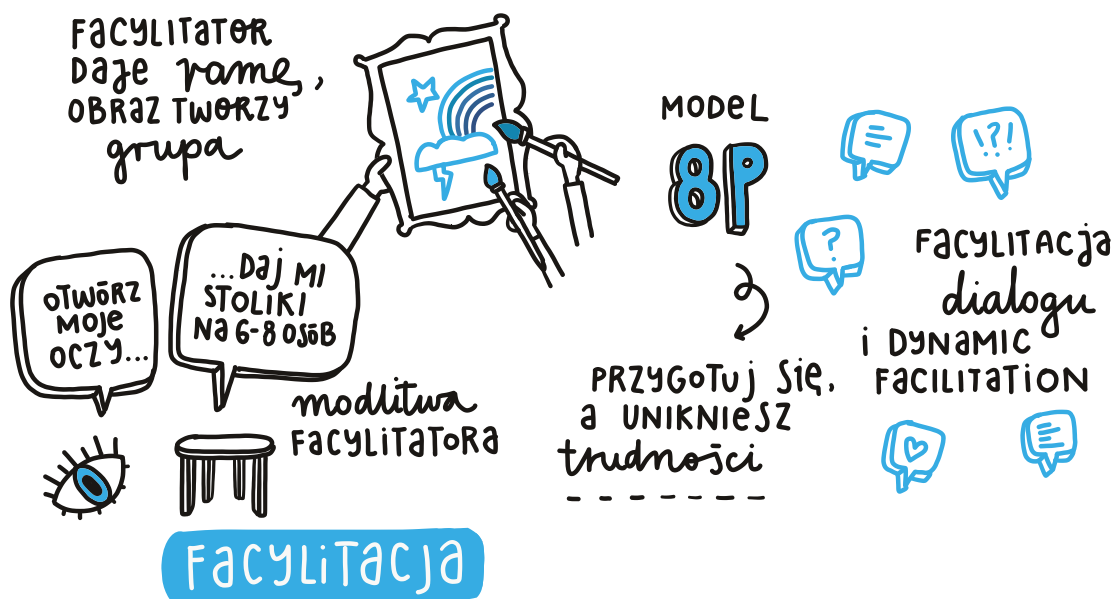 FACYLITATOR
DAJE ramę,
OBRAZ TWORZY
grupa
OTWÓRZ
MOJE
OCZY...
...DAJ MI
STOLIKI
NA 6-8 OSÓB
modlitwa
FACYLITATORA
FACYLITACJA
MODEL
8P
PRZYGOTUJ SIĘ,
a UNIKNIESZ
trudności
!?!
?
FACYLITACJA
dialogu
i DYNAMIC
FACILITATION